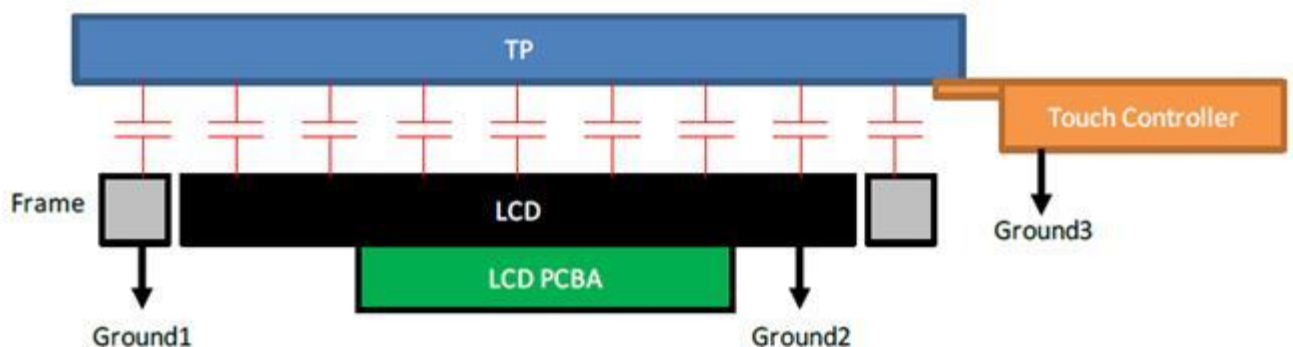 TP
Touch Controller
Frame
LCD
Ground3
LCD PCBA
Ground1
Ground2